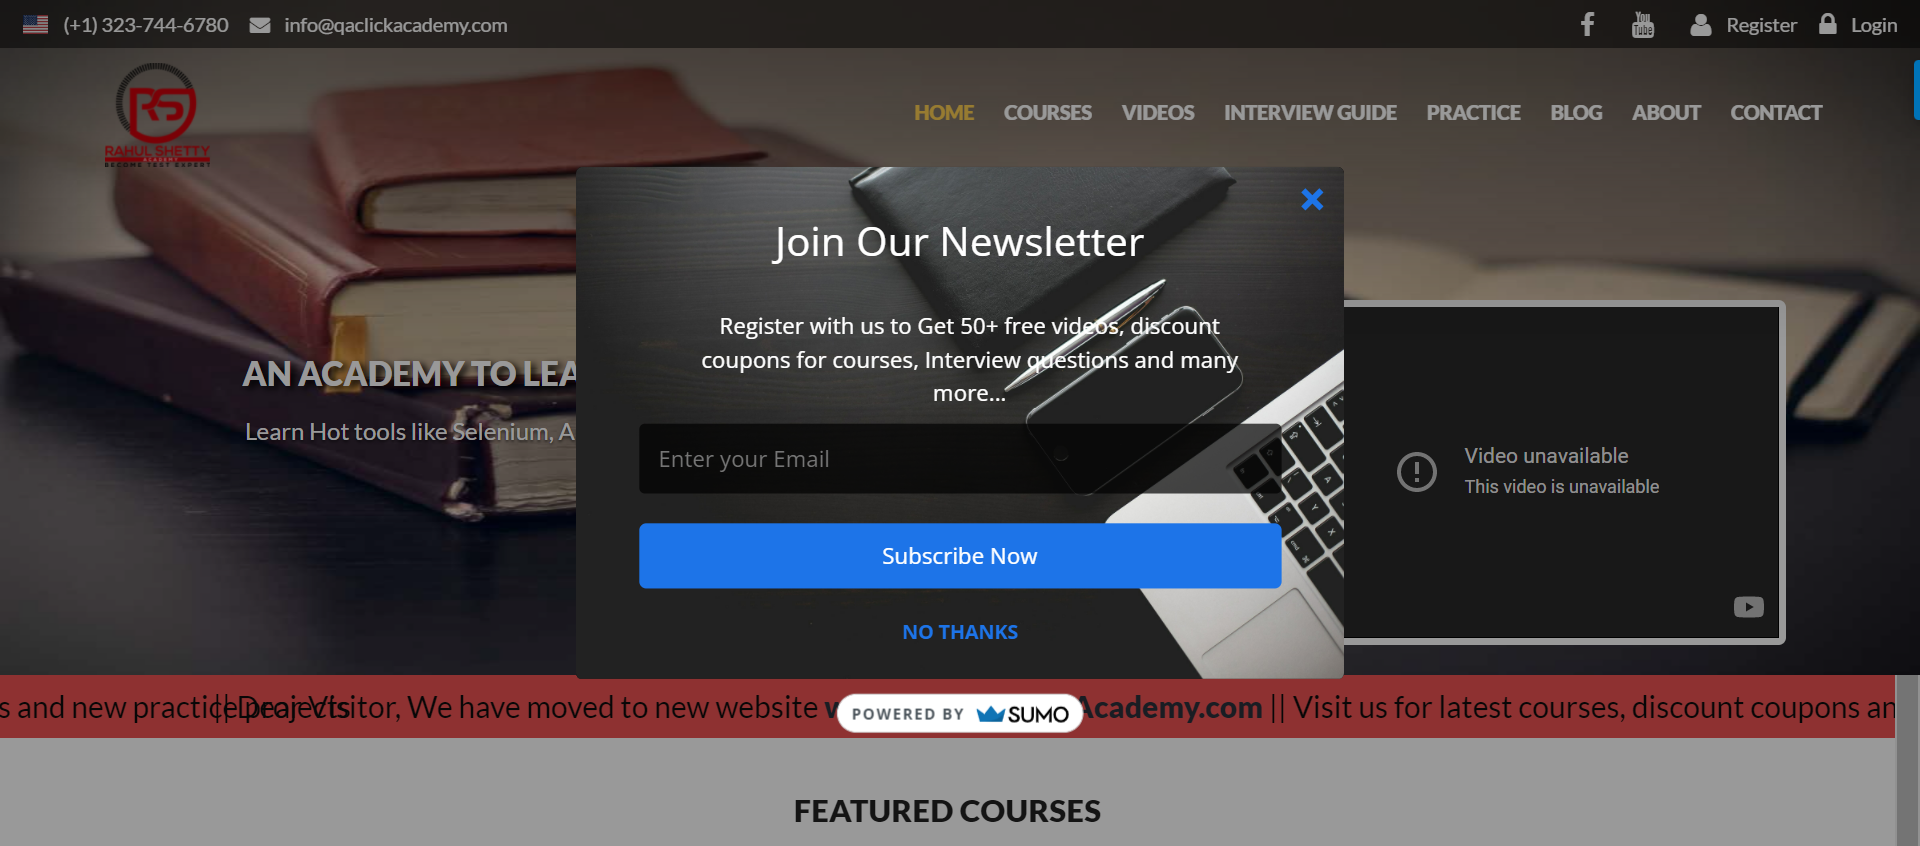 (+1) 323-744-6780 info@qaclickacademy.com
Register Login
RAHUL SHETTY
ACADEMY
HOME COURSES VIDEOS INTERVIEW GUIDE PRACTICE BLOG ABOUT CONTACT
Join Our Newsletter
Register with us to Get 50+ free videos, discount
coupons for courses, Interview questions and many
more...
Enter your Email
Subscribe Now
NO THANKS
AN ACADEMY TO LEA
Learn Hot tools like Selenium, A
Video unavailable
This video is unavailable
s and new practice projects
|| Dear Visitor, We have moved to new website w Academy.com || Visit us for latest courses, discount coupons an
POWERED BY SUMO
FEATURED COURSES